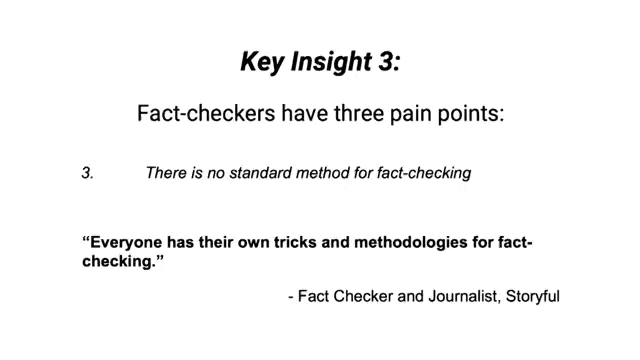 Key Insight 3:
Fact-checkers have three pain points:
3. There is no standard method for fact-checking
“Everyone has their own tricks and methodologies for fact-
checking.”
- Fact Checker and Journalist, Storyful